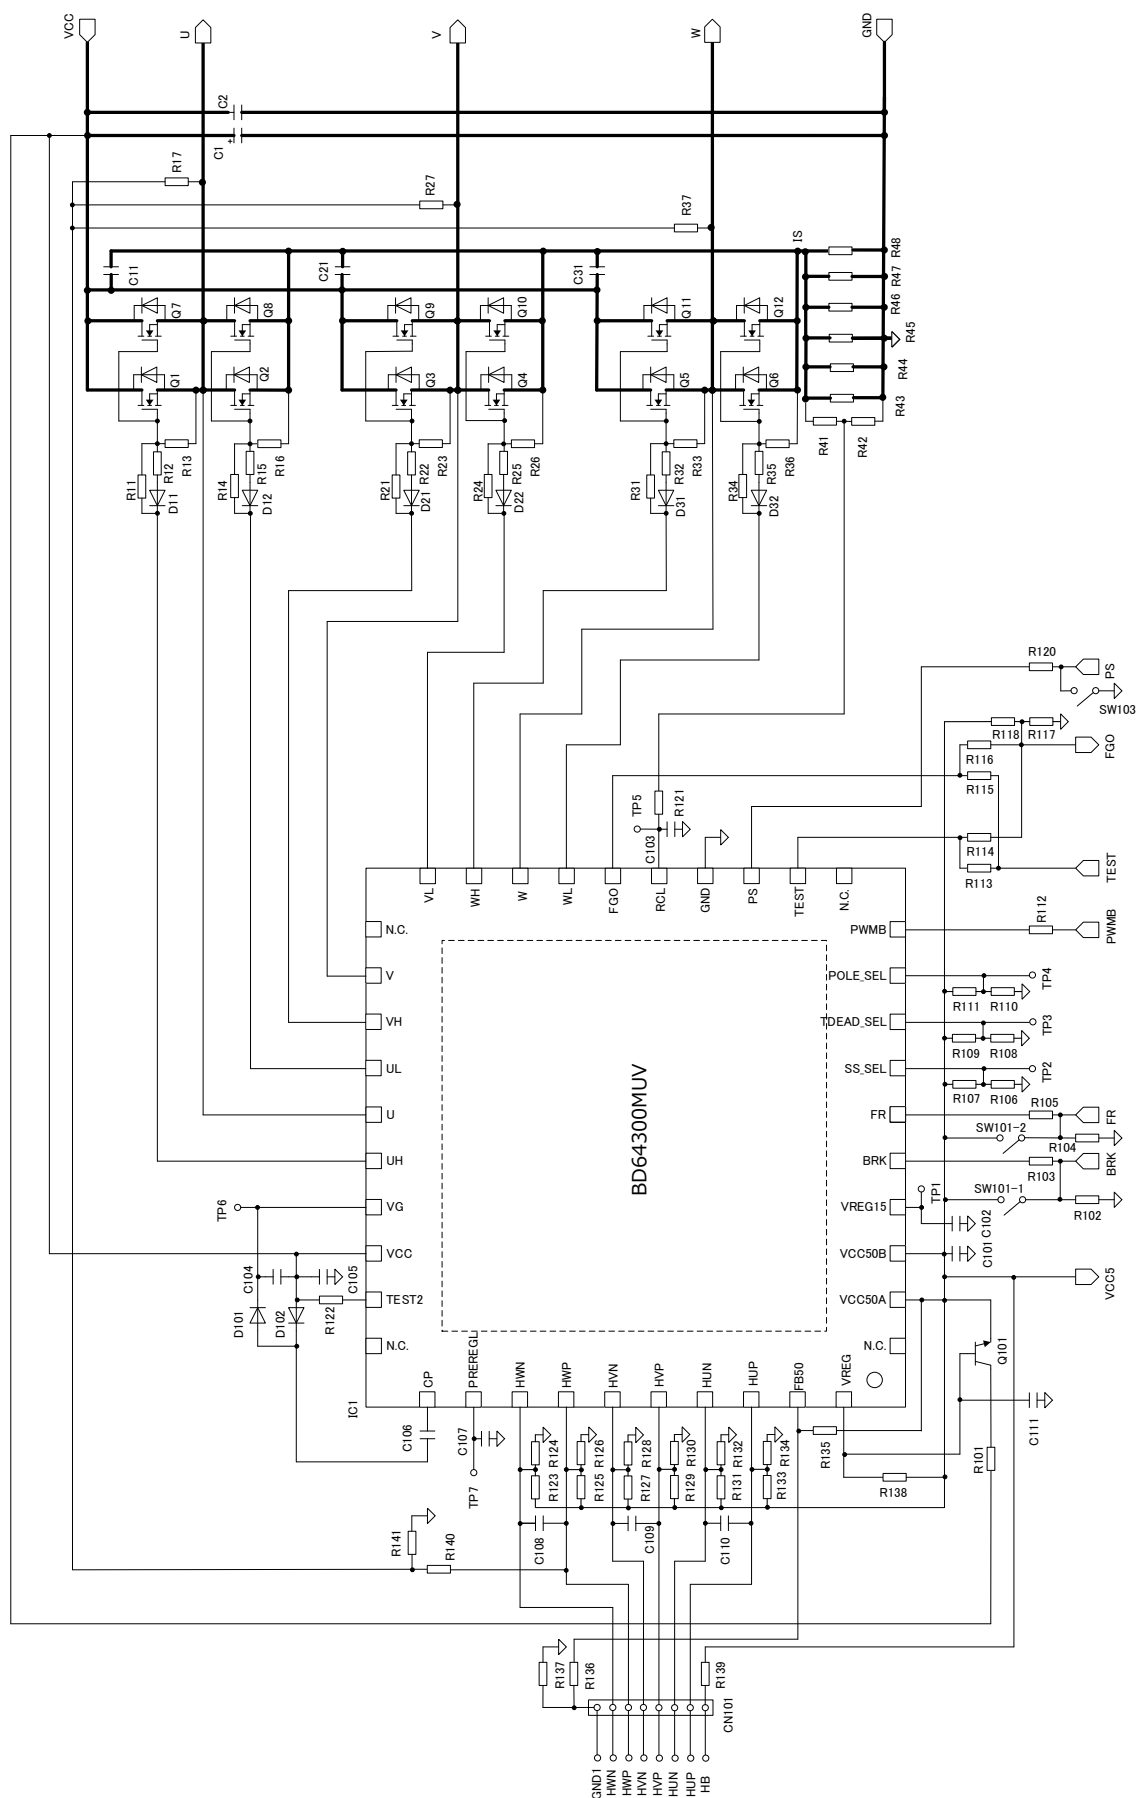 VCC
U
V
W
GND
C2
C1
R17
R27
R37
IS
C11
C21
C31
R48
R47
R46
R45
R44
R43
Q7
Q8
Q9
Q10
Q11
Q12
Q1
Q2
Q3
Q4
Q5
Q6
R41
R42
R11
R12
R13
R14
R15
R16
R21
R22
R23
R24
R25
R26
R31
R32
R33
R34
R35
R36
D11
D12
D21
D22
D31
D32
R120
PS
SW103
R118
R117
R116
FGO
R115
TP5
R121
C103
R114
R113
TEST
VL
WH
W
WL
FGO
RCL
GND
PS
TEST
N.C.
R112
PWMB
N.C.
PWMB
V
POLE_SEL
R111
R110
TP4
VH
TDEAD_SEL
R109
R108
TP3
UL
SS_SEL
R107
R106
TP2
U
FR
R105
FR
SW101-2
R104
UH
BD64300MUV
BRK
R103
BRK
SW101-1
R102
TP6
VG
VREG15
TP1
C102
VCC
VCC50B
C101
C104
C105
VCC5
D101
D102
R122
TEST2
VCC50A
N.C.
N.C.
Q101
CP
PREREGL
HWN
HWP
HVN
HVP
HUN
HUP
FB50
VREG
IC1
C106
C107
TP7
R124
R126
R128
R130
R132
R134
R123
R125
R127
R129
R131
R133
R135
R138
R101
C111
C108
C109
C110
R141
R140
R137
R136
R139
CN101
GND1
HWN
HWP
HVN
HVP
HUN
HUP
HB